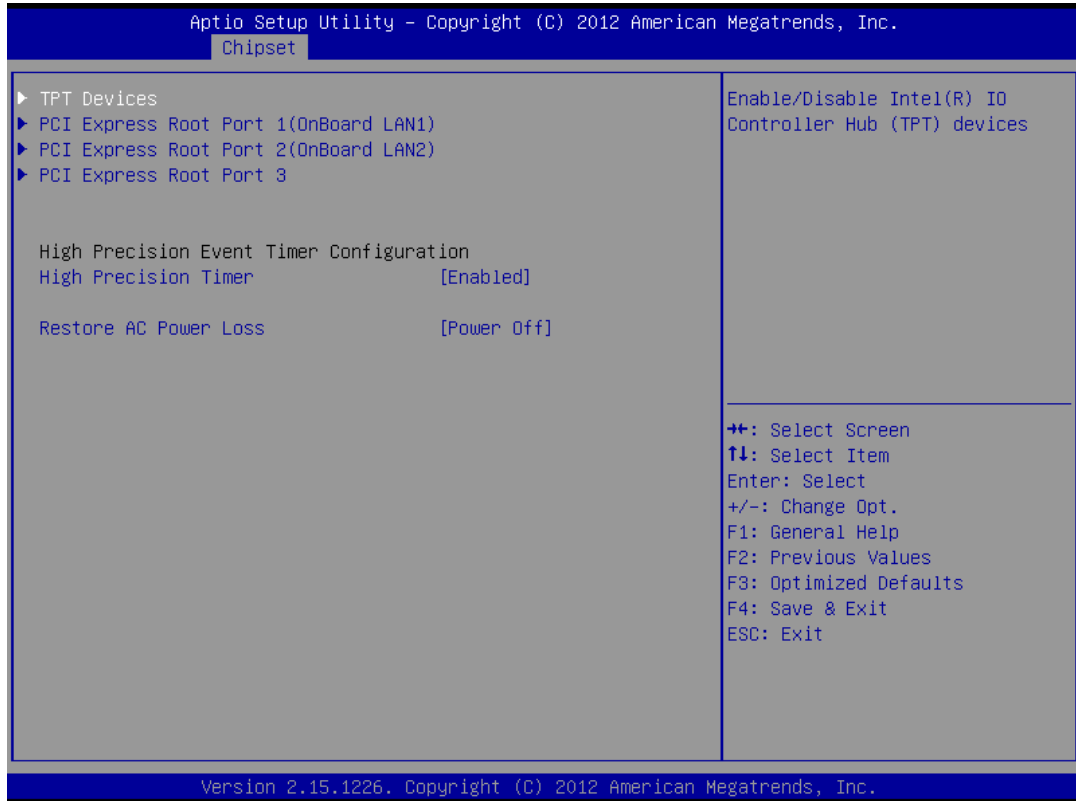 Aptio Setup Utility – Copyright (C) 2012 American Megatrends, Inc.
Chipset
▶ TPT Devices
▶ PCI Express Root Port 1(OnBoard LAN1)
▶ PCI Express Root Port 2(OnBoard LAN2)
▶ PCI Express Root Port 3
High Precision Event Timer Configuration
High Precision Timer [Enabled]
Restore AC Power Loss [Power Off]
Enable/Disable Intel(R) IO
Controller Hub (TPT) devices
→←: Select Screen
↑↓: Select Item
Enter: Select
+/-: Change Opt.
F1: General Help
F2: Previous Values
F3: Optimized Defaults
F4: Save & Exit
ESC: Exit
Version 2.15.1226. Copyright (C) 2012 American Megatrends, Inc.